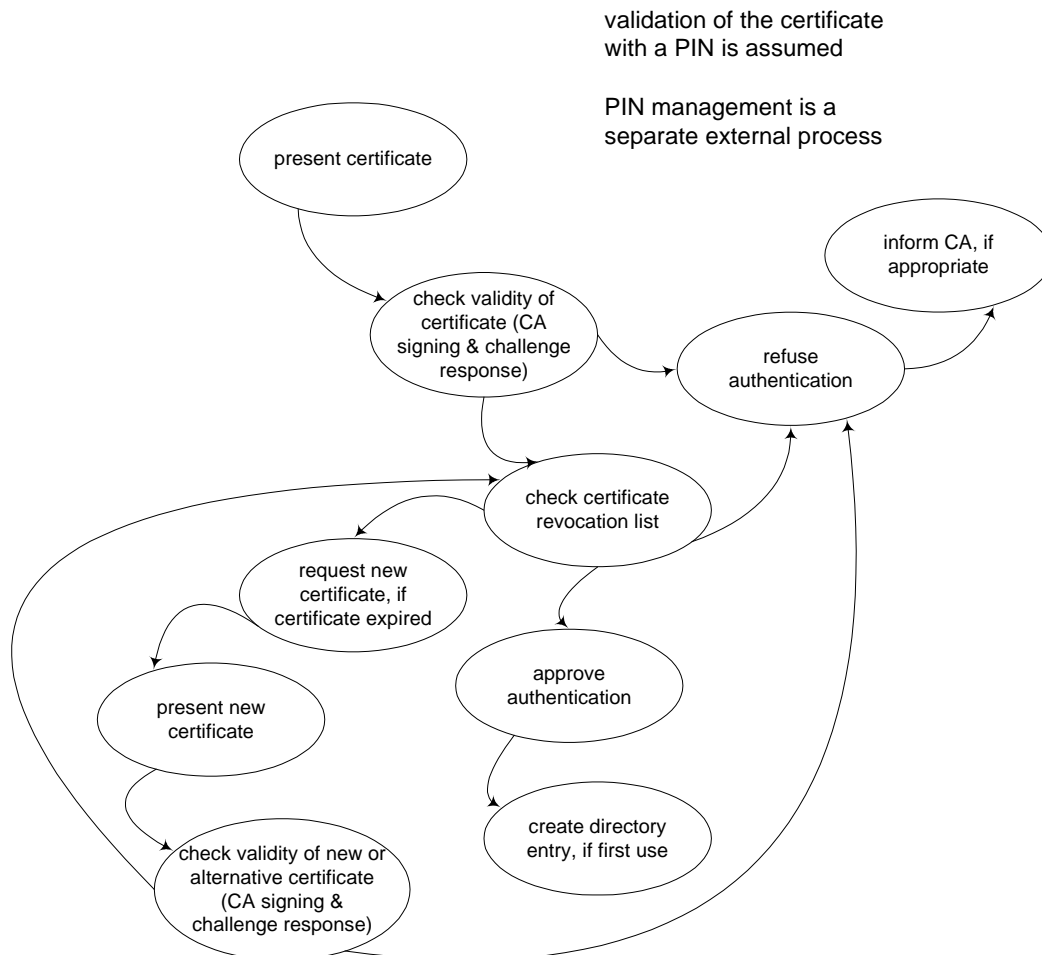 validation of the certificate
with a PIN is assumed
PIN management is a
separate external process
present certificate
inform CA, if
appropriate
check validity of
certificate (CA
signing & challenge
response)
refuse
authentication
check certificate
revocation list
request new
certificate, if
certificate expired
approve
authentication
present new
certificate
create directory
entry, if first use
check validity of new or
alternative certificate
(CA signing &
challenge response)